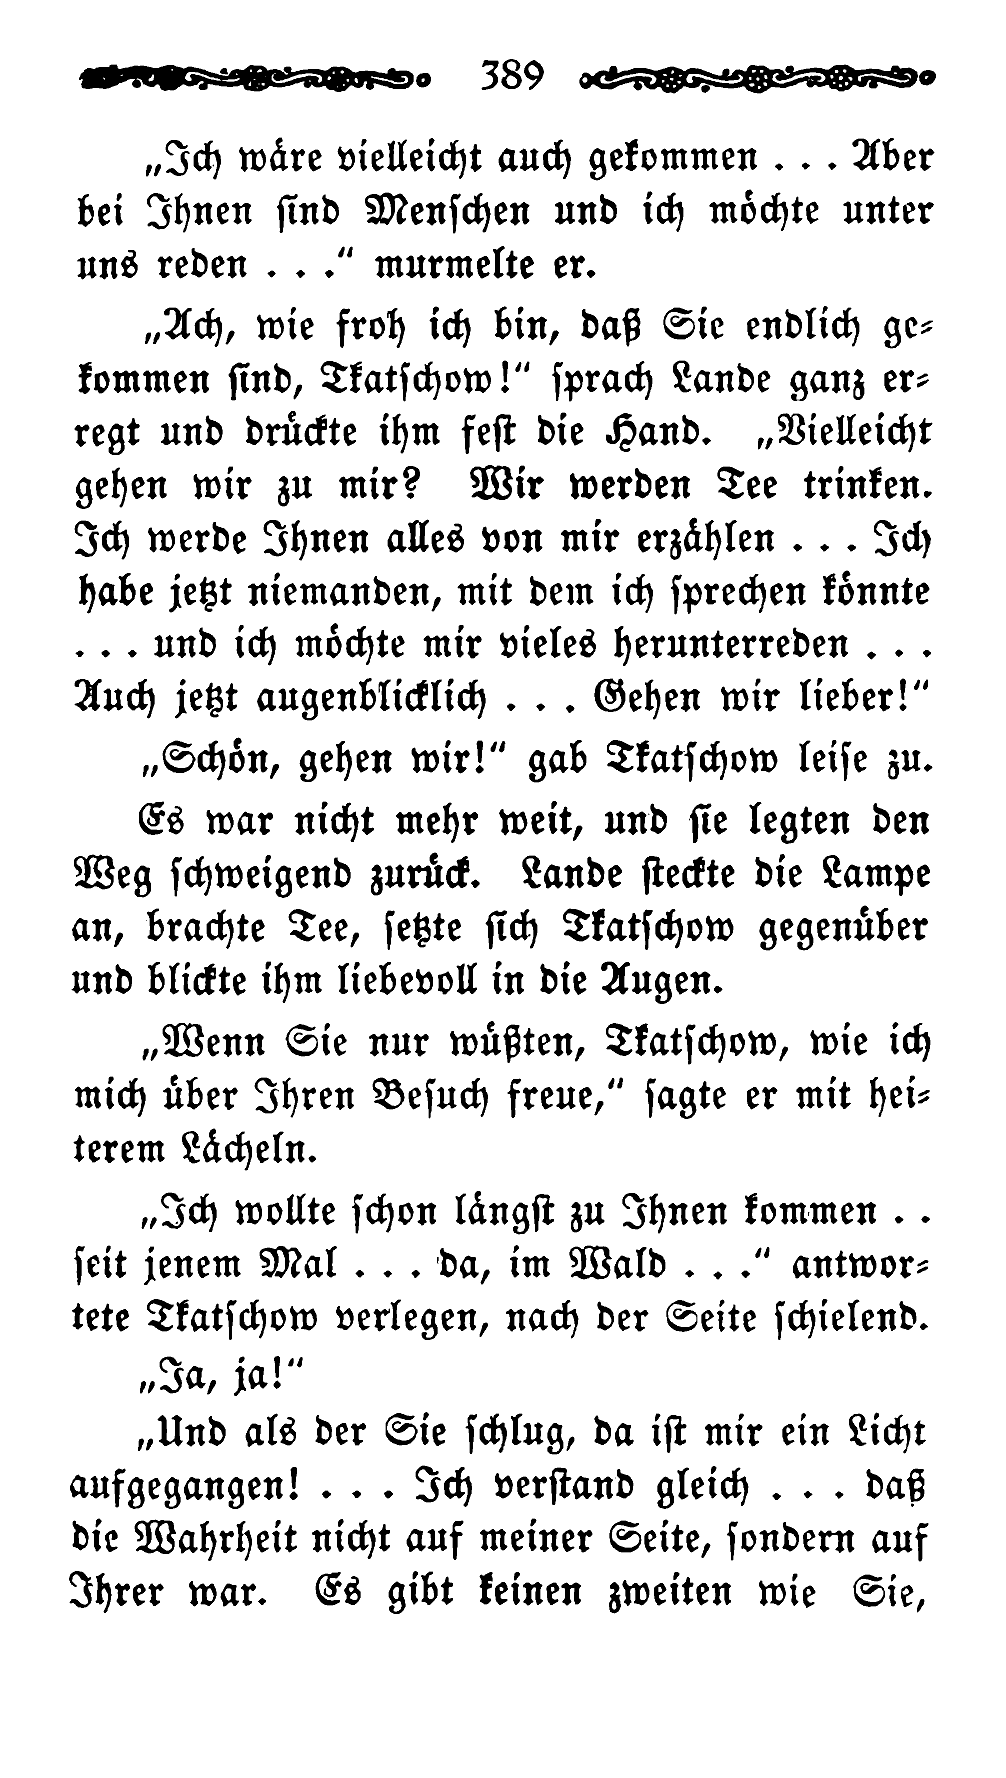 389
„Ich wäre vielleicht auch gekommen . . . Aber
bei Ihnen sind Menschen und ich möchte unter
uns reden . . .“ murmelte er.
„Ach, wie froh ich bin, daß Sie endlich ge-
kommen sind, Tkatschow!“ sprach Lande ganz er-
regt und drückte ihm fest die Hand. „Vielleicht
gehen wir zu mir? Wir werden Tee trinken.
Ich werde Ihnen alles von mir erzählen . . . Ich
habe jetzt niemanden, mit dem ich sprechen könnte
. . . und ich möchte mir vieles herunterreden . . .
Auch jetzt augenblicklich . . . Gehen wir lieber!“
„Schön, gehen wir!“ gab Tkatschow leise zu.
Es war nicht mehr weit, und sie legten den
Weg schweigend zurück. Lande steckte die Lampe
an, brachte Tee, setzte sich Tkatschow gegenüber
und blickte ihm liebevoll in die Augen.
„Wenn Sie nur wüßten, Tkatschow, wie ich
mich über Ihren Besuch freue,“ sagte er mit hei-
terem Lächeln.
„Ich wollte schon längst zu Ihnen kommen . .
seit jenem Mal . . . da, im Wald . . .“ antwor-
tete Tkatschow verlegen, nach der Seite schielend.
„Ja, ja!“
„Und als der Sie schlug, da ist mir ein Licht
aufgegangen! . . . Ich verstand gleich . . . daß
die Wahrheit nicht auf meiner Seite, sondern auf
Ihrer war. Es gibt keinen zweiten wie Sie,